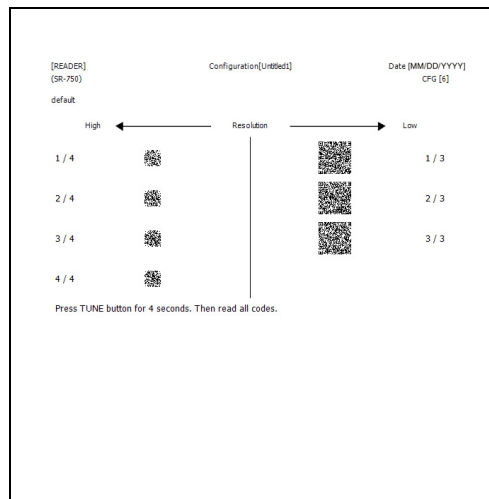 [READER] Configuration[Untitled1] Date [MM/DD/YYYY]
(SR-750) CFG [6]
default
High Resolution Low
1 / 4 1 / 3
2 / 4 2 / 3
3 / 4 3 / 3
4 / 4
Press TUNE button for 4 seconds. Then read all codes.